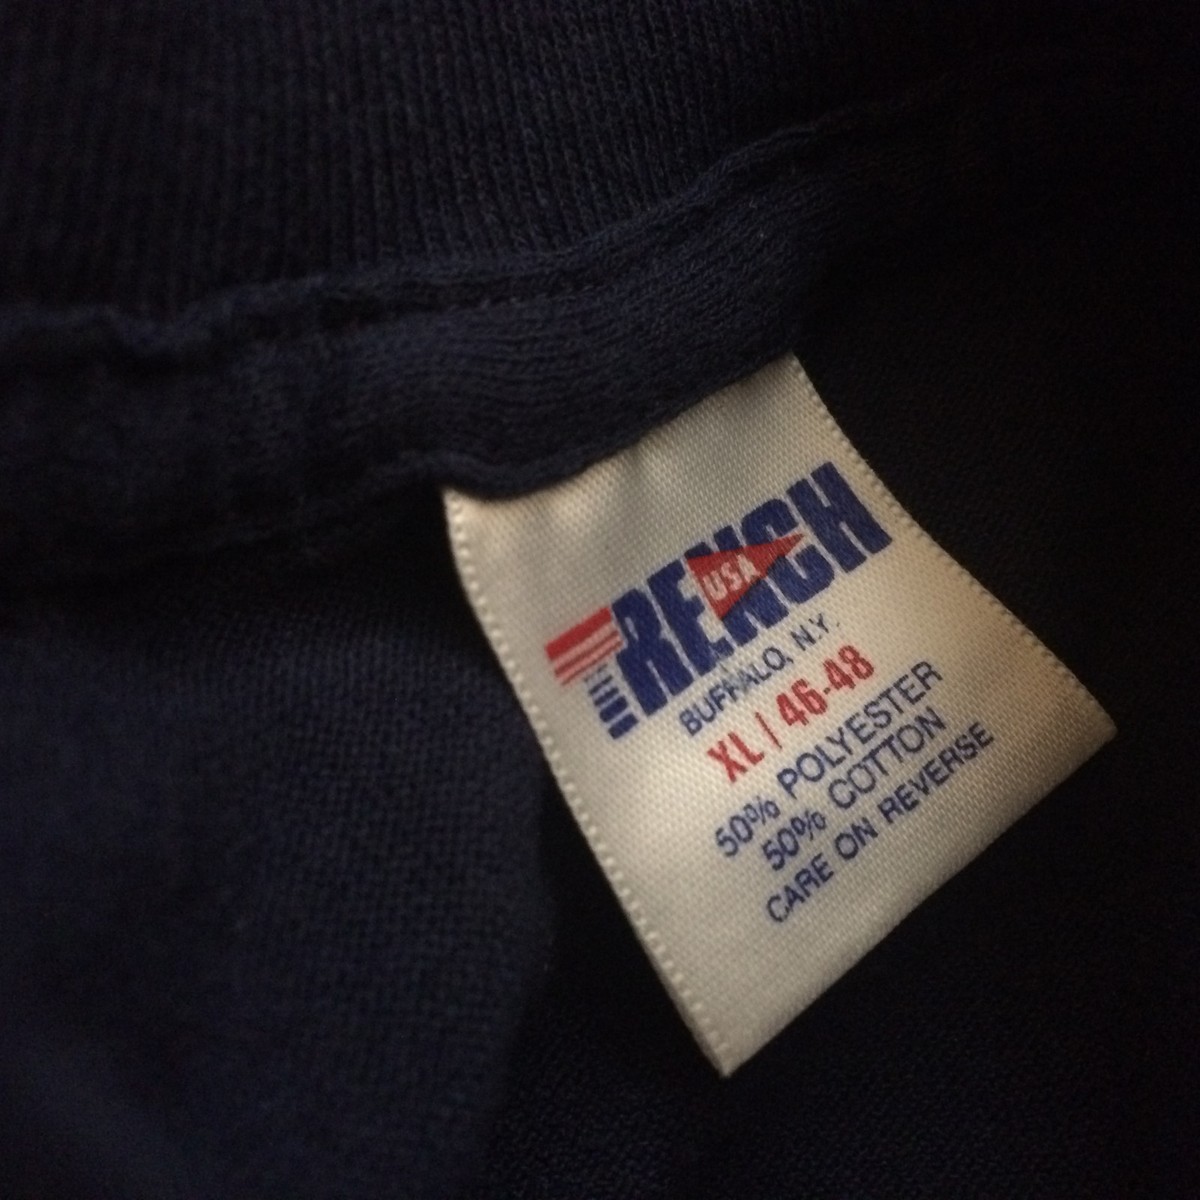 TRENCH
USA
BUFFALO, N.Y.
XL | 46-48
50% POLYESTER
50% COTTON
CARE ON REVERSE